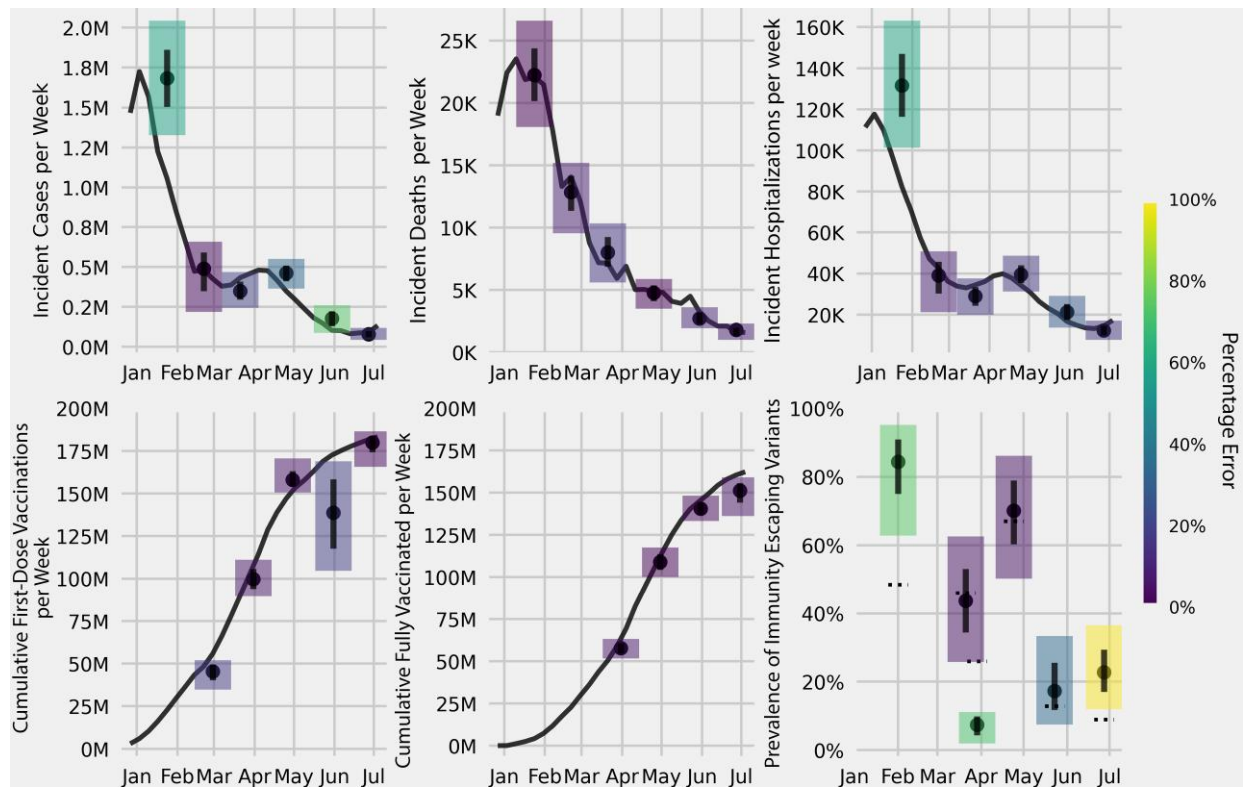 Incident Cases per Week
2.0M
1.8M
1.5M
1.2M
1.0M
0.8M
0.5M
0.2M
0.0M
Jan Feb Mar Apr May Jun Jul
Incident Deaths per Week
25K
20K
15K
10K
5K
0K
Jan Feb Mar Apr May Jun Jul
Incident Hospitalizations per week
160K
140K
120K
100K
80K
60K
40K
20K
Jan Feb Mar Apr May Jun Jul
Cumulative First-Dose Vaccinations
per Week
200M
175M
150M
125M
100M
75M
50M
25M
0M
Jan Feb Mar Apr May Jun Jul
Cumulative Fully Vaccinated per Week
200M
175M
150M
125M
100M
75M
50M
25M
0M
Jan Feb Mar Apr May Jun Jul
Prevalence of Immunity Escaping Variants
100%
80%
60%
40%
20%
0%
Jan Feb Mar Apr May Jun Jul
100%
80%
60%
40%
20%
0%
Percentage Error